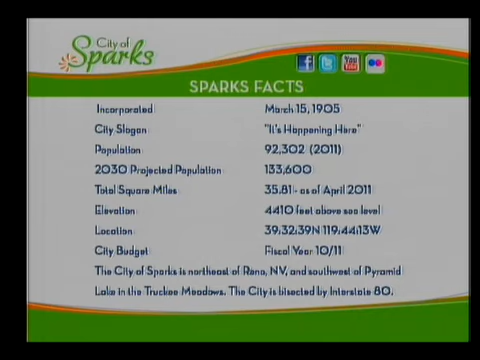 City of
Sparks
You
Tube
SPARKS FACTS
Incorporated March 15, 1905
City Slogan "It's Happening Here"
Population 92,302 (2011)
2030 Projected Population 133,600
Total Square Miles 35.81 - as of April 2011
Elevation 4410 feet above sea level
Location 39:32:39N 119:44:13W
City Budget Fiscal Year 10/11
The City of Sparks is northeast of Reno, NV, and southwest of Pyramid
Lake in the Truckee Meadows. The City is bisected by Interstate 80.